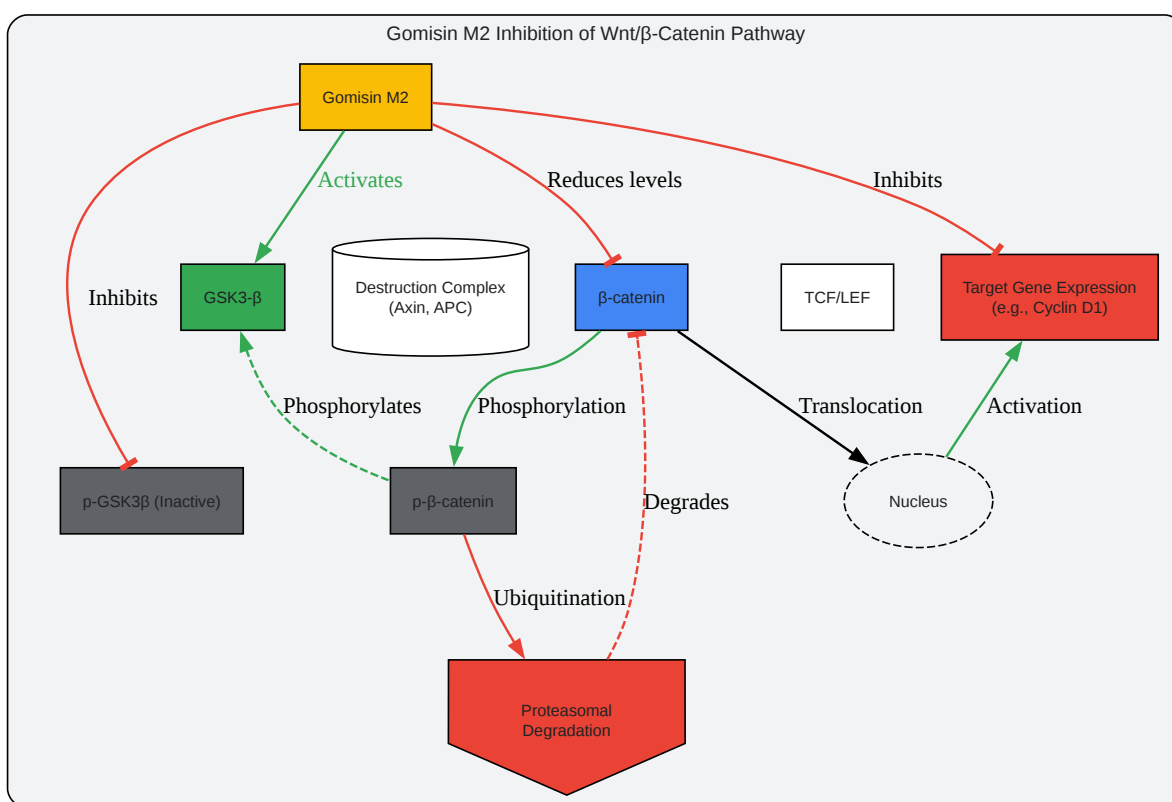 Gomisin M2 Inhibition of Wnt/β-Catenin Pathway
Gomisin M2
Activates
Reduces levels
Inhibits
Inhibits
GSK3-β
Destruction Complex
(Axin, APC)
β-catenin
TCF/LEF
Target Gene Expression
(e.g., Cyclin D1)
Phosphorylates
Phosphorylation
Translocation
Activation
p-GSK3β (Inactive)
p-β-catenin
Degrades
Nucleus
Ubiquitination
Proteasomal
Degradation